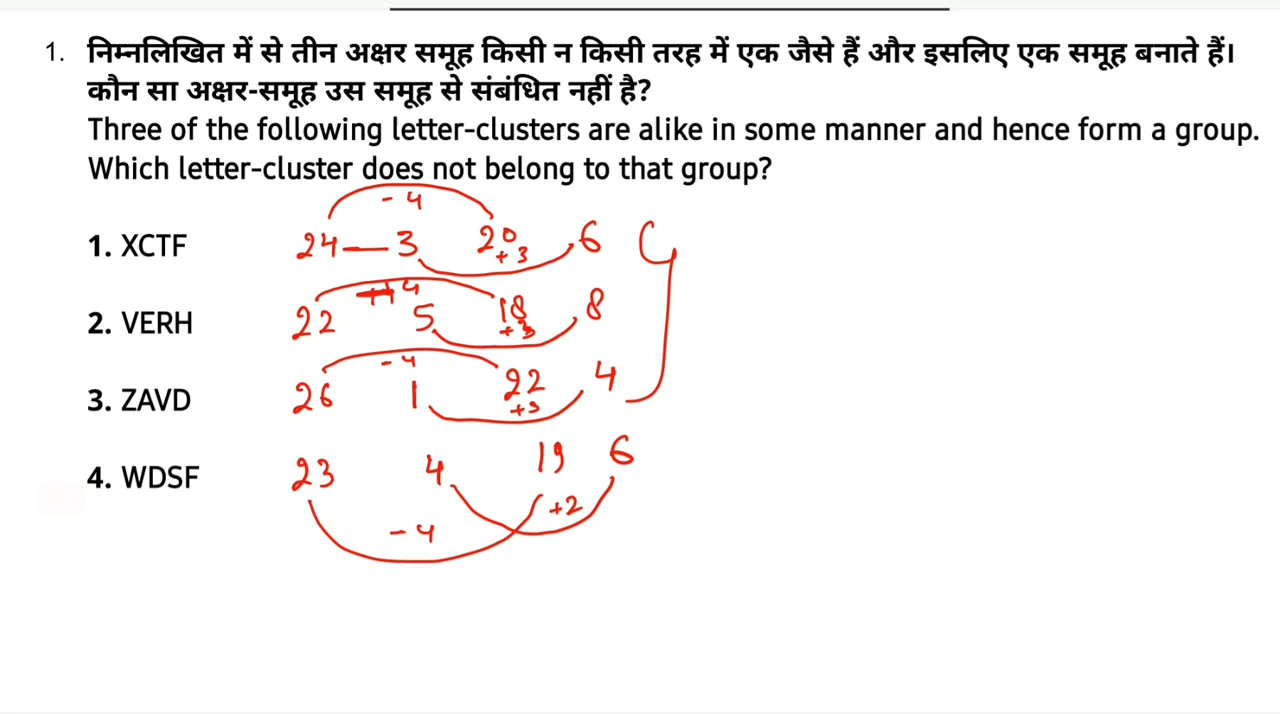 1. निम्नलिखित में से तीन अक्षर समूह किसी न किसी तरह में एक जैसे हैं और इसलिए एक समूह बनाते हैं।
कौन सा अक्षर-समूह उस समूह से संबंधित नहीं है?
Three of the following letter-clusters are alike in some manner and hence form a group.
Which letter-cluster does not belong to that group?
- 4
1. XCTF 24 — 3 20 6
+ 3
4
2. VERH 22 5 18 8
+ 3
- 4
3. ZAVD 26 1 22 4
+3
4. WDSF 23 4 19 6
+2
- 4